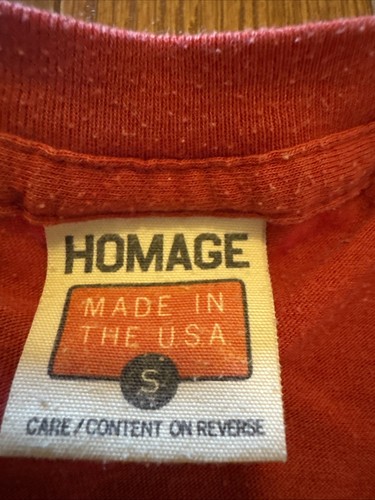 HOMAGE
MADE IN
THE USA
S
CARE/CONTENT ON REVERSE